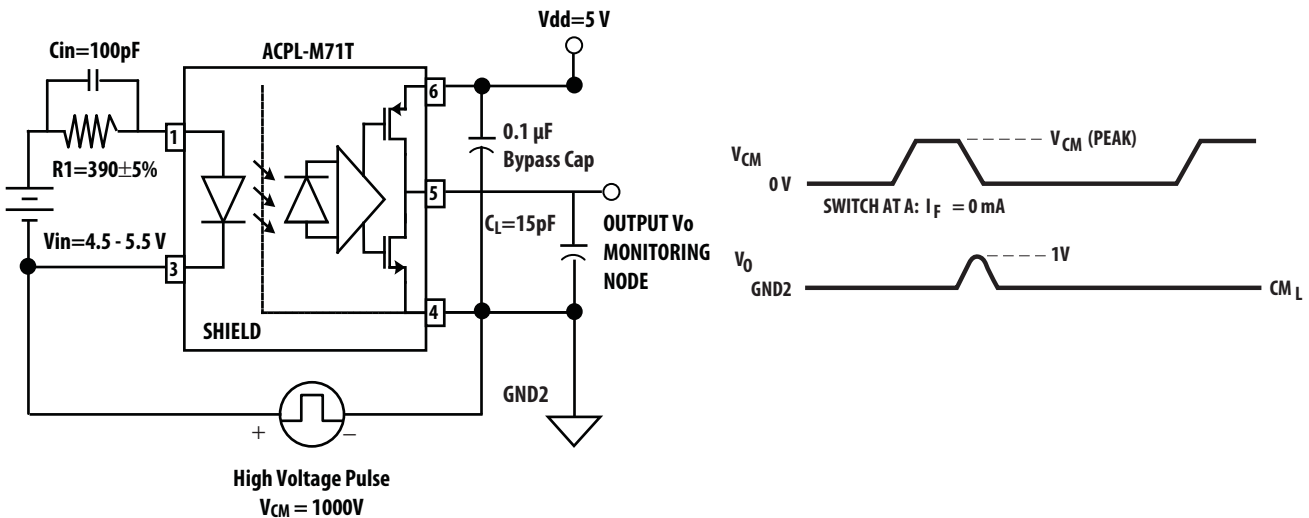 Vdd=5 V
Cin=100pF
ACPL-M71T
6
1
0.1 µF
Bypass Cap
R1=390±5%
5
CL=15pF
OUTPUT Vo
MONITORING
NODE
Vin=4.5 - 5.5 V
3
4
SHIELD
GND2
+
−
High Voltage Pulse
VCM = 1000V
VCM (PEAK)
VCM
0 V
SWITCH AT A: IF = 0 mA
1V
VO
GND2
CML